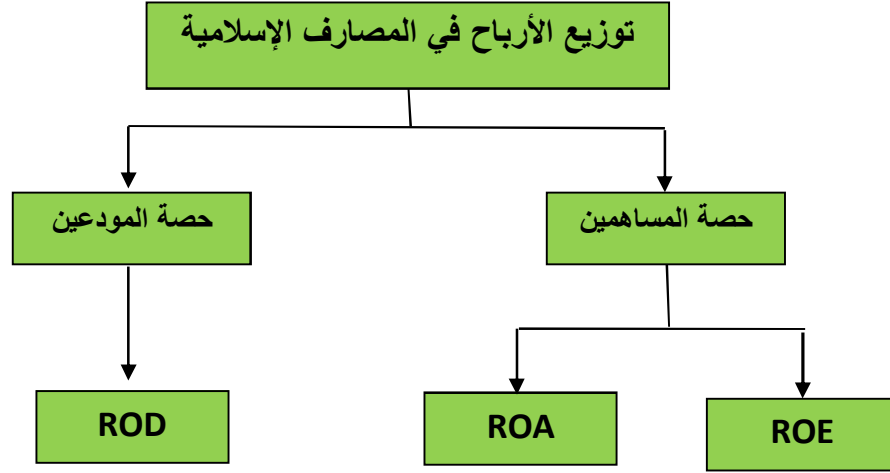 توزيع الأرباح في المصارف الإسلامية
حصة المساهمين
حصة المودعين
ROE
ROA
ROD